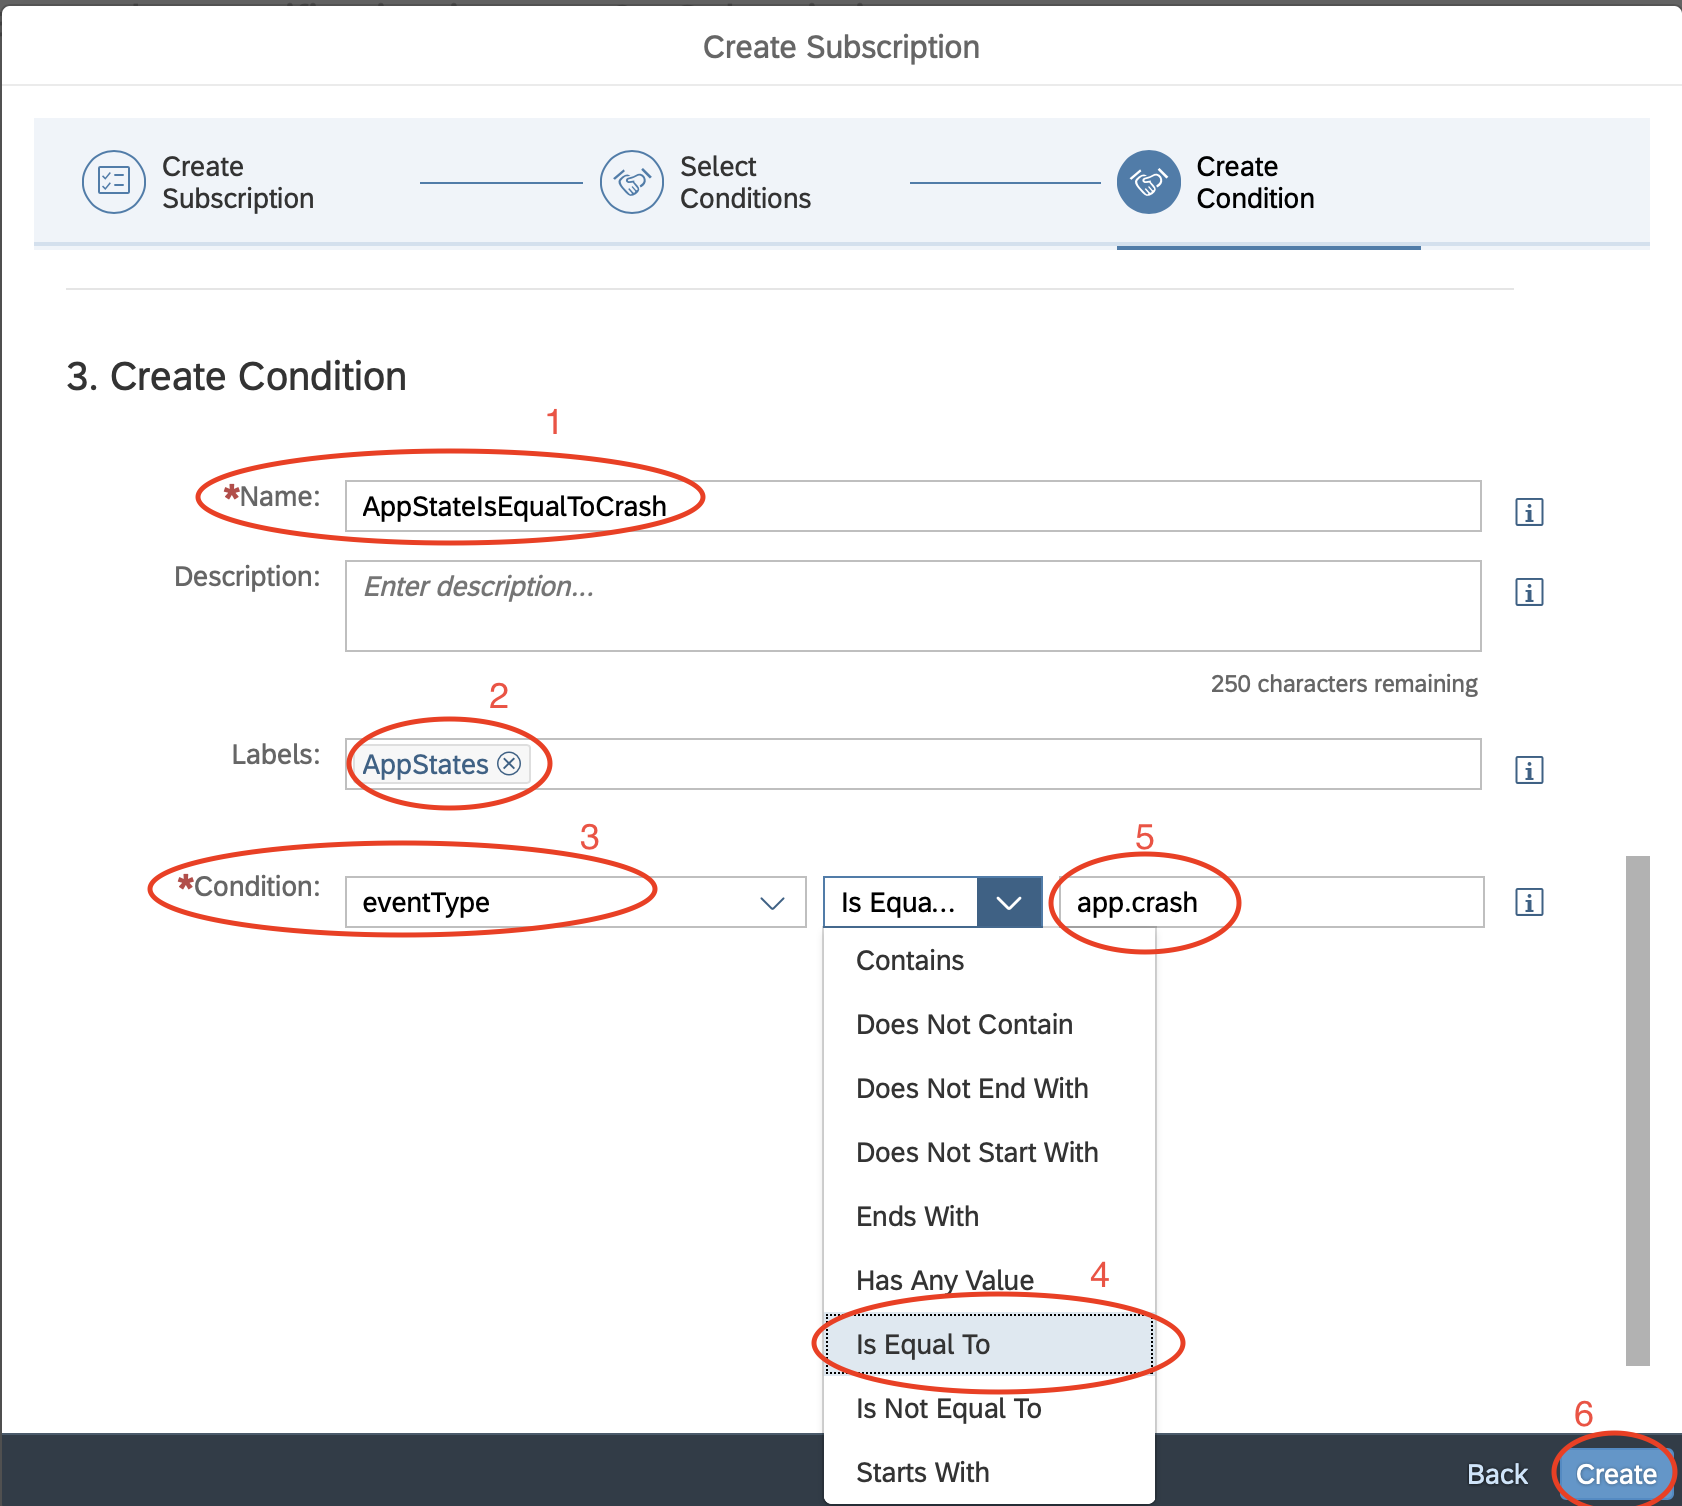 Create Subscription
Create
Subscription
Select
Conditions
Create
Condition
3. Create Condition
1
*Name:
AppStateIsEqualToCrash
Description:
Enter description...
250 characters remaining
2
Labels:
AppStates
3
5
*Condition:
eventType
Is Equa...
app.crash
Contains
Does Not Contain
Does Not End With
Does Not Start With
Ends With
Has Any Value
4
Is Equal To
Is Not Equal To
Starts With
6
Back
Create